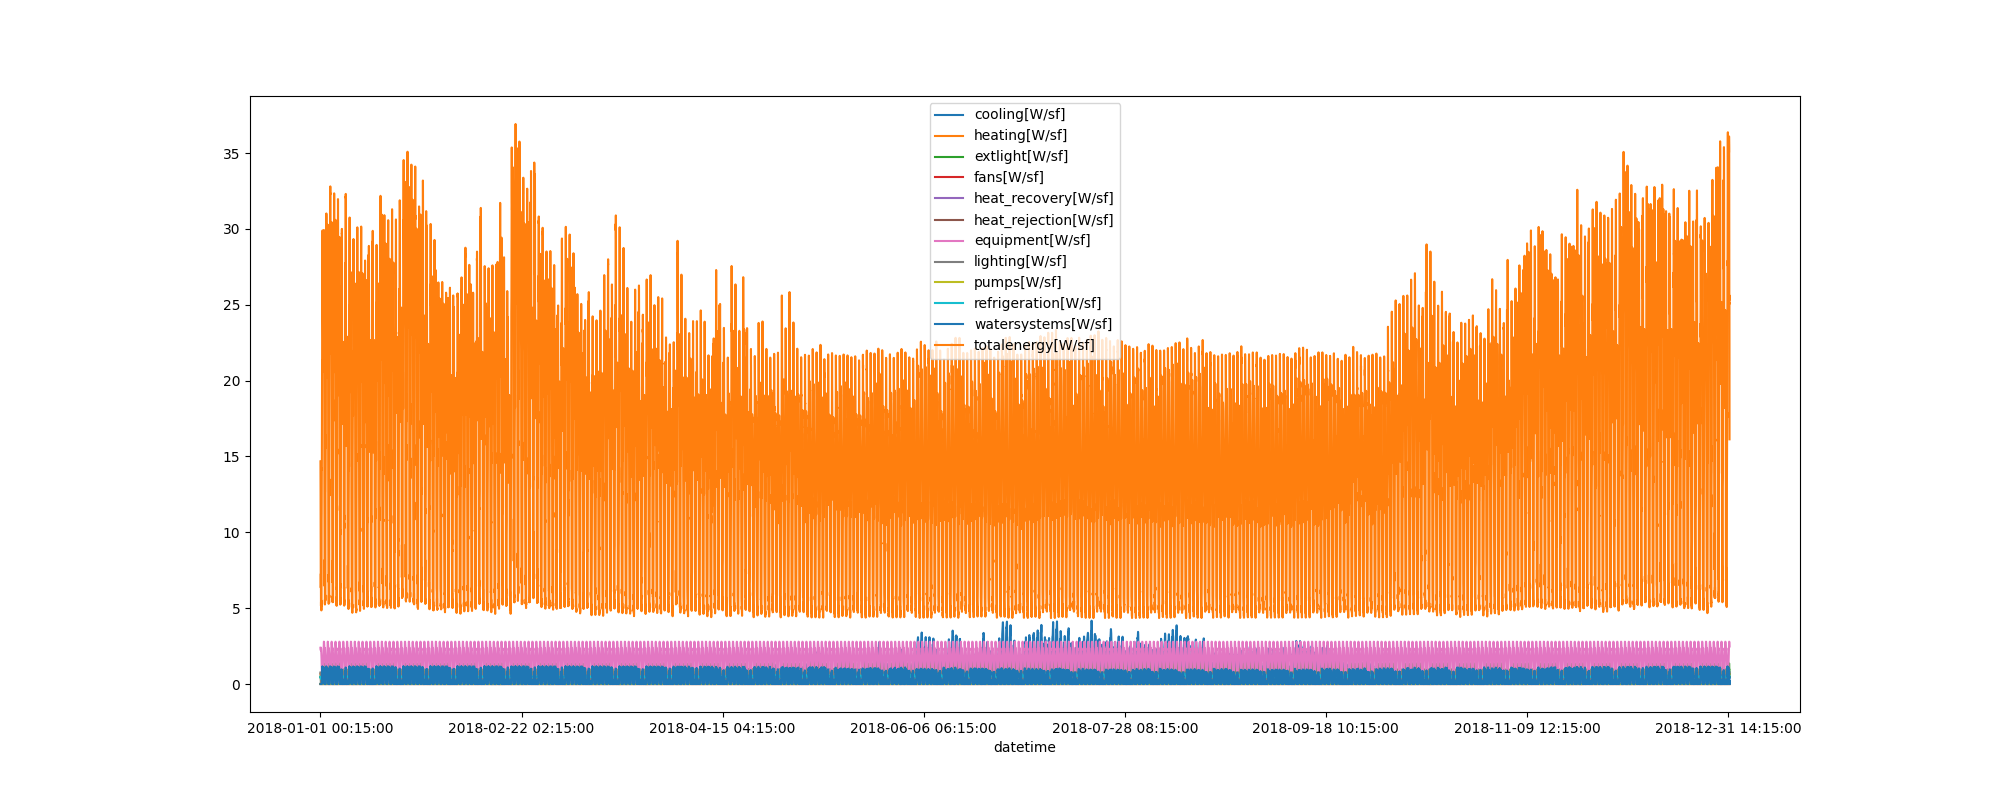 cooling[W/sf]
heating[W/sf]
extlight[W/sf]
fans[W/sf]
heat_recovery[W/sf]
heat_rejection[W/sf]
equipment[W/sf]
lighting[W/sf]
pumps[W/sf]
refrigeration[W/sf]
watersystems[W/sf]
totalenergy[W/sf]
35
30
25
20
15
10
5
0
2018-01-01 00:15:00 2018-02-22 02:15:00 2018-04-15 04:15:00 2018-06-06 06:15:00 2018-07-28 08:15:00 2018-09-18 10:15:00 2018-11-09 12:15:00 2018-12-31 14:15:00
datetime